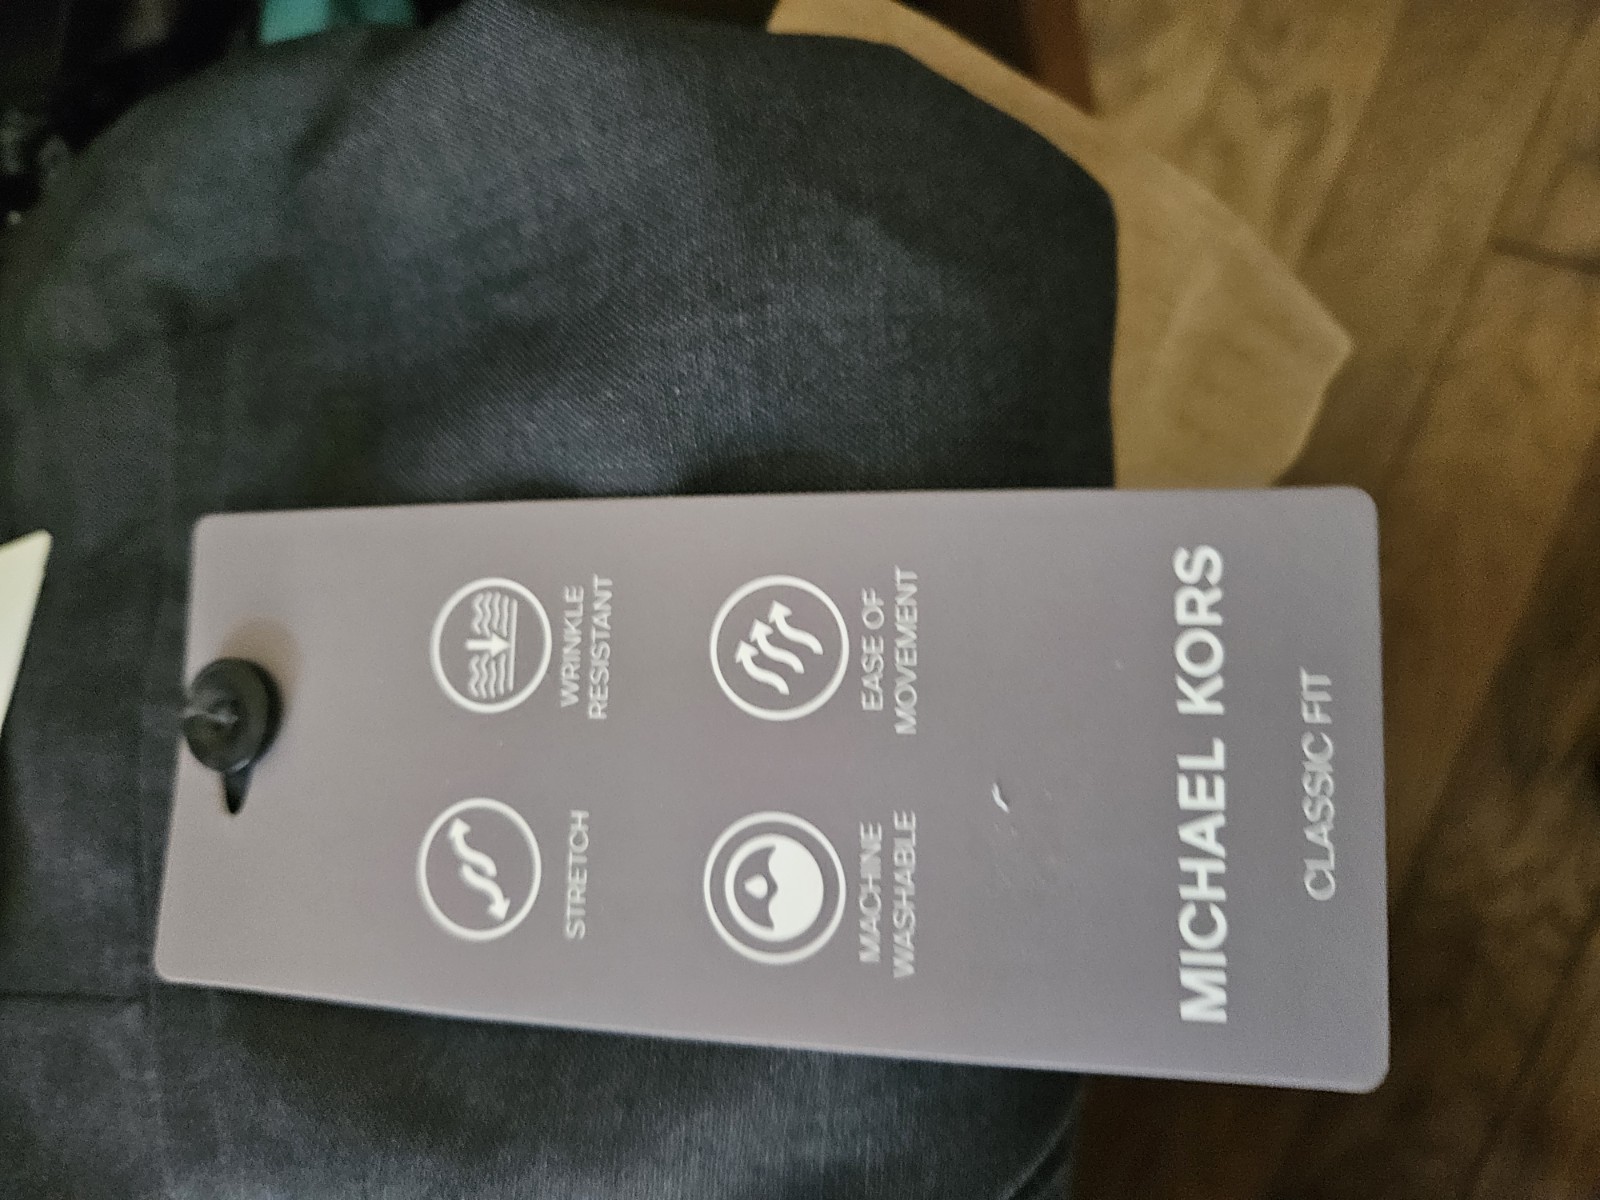 STRETCH
WRINKLE
RESISTANT
MACHINE
WASHABLE
EASE OF
MOVEMENT
MICHAEL KORS
CLASSIC FIT